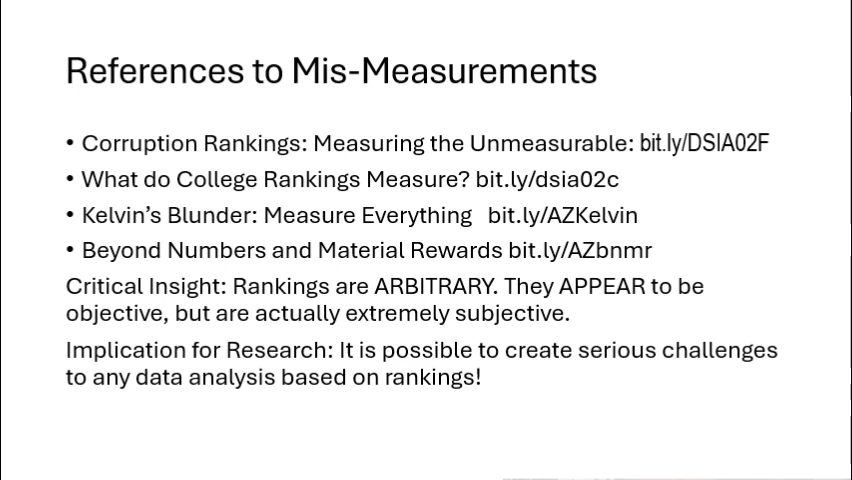 References to Mis-Measurements
• Corruption Rankings: Measuring the Unmeasurable: bit.ly/DSIA02F
• What do College Rankings Measure? bit.ly/dsia02c
• Kelvin’s Blunder: Measure Everything bit.ly/AZKelvin
• Beyond Numbers and Material Rewards bit.ly/AZbnmr
Critical Insight: Rankings are ARBITRARY. They APPEAR to be
objective, but are actually extremely subjective.
Implication for Research: It is possible to create serious challenges
to any data analysis based on rankings!